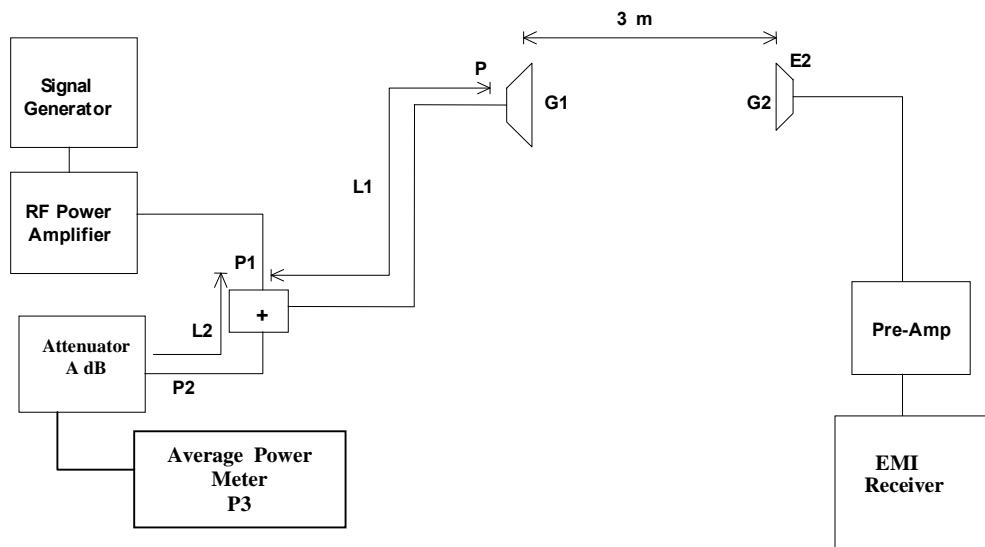 3 m
Signal
Generator
P
E2
G1
G2
L1
RF Power
Amplifier
P1
+
L2
Attenuator
A dB
P2
Pre-Amp
Average Power
Meter
P3
EMI
Receiver